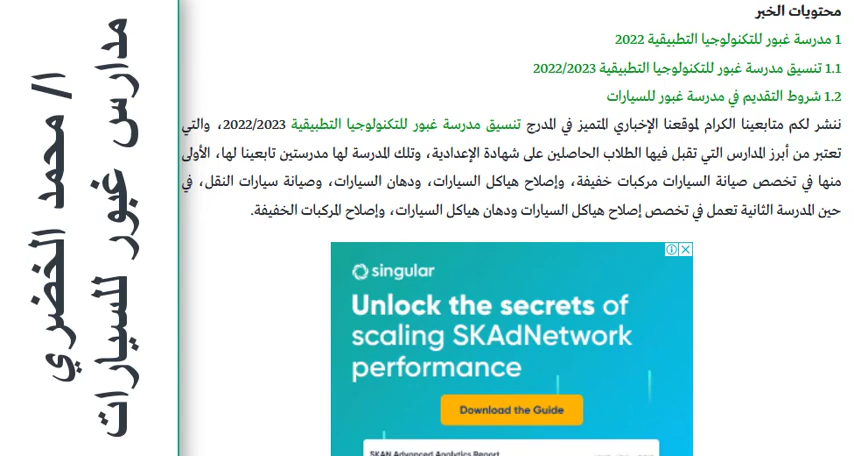 محتويات الخبر
1 مدرسة غبور للتكنولوجيا التطبيقية 2022
1.1 تنسيق مدرسة غبور للتكنولوجيا التطبيقية 2022/2023
1.2 شروط التقديم في مدرسة غبور للسيارات
ننشر لكم متابعينا الكرام لموقعنا الإخباري المتميز في المدرج تنسيق مدرسة غبور للتكنولوجيا التطبيقية 2022/2023، والتي
تعتبر من أبرز المدارس التي تقبل فيها الطلاب الحاصلين على شهادة الإعدادية، وتلك المدرسة لها مدرستين تابعينا لها، الأولى
منها في تخصص صيانة السيارات مركبات خفيفة، وإصلاح هياكل السيارات، ودهان السيارات، وصيانة سيارات النقل، في
حين المدرسة الثانية تعمل في تخصص إصلاح هياكل السيارات ودهان هياكل السيارات، وإصلاح المركبات الخفيفة.
singular
Unlock the secrets of
scaling SKAdNetwork
performance
Download the Guide
SKAN Advanced Analytics Report
ا/ محمد الخضري
مدارس غبور للسيارات